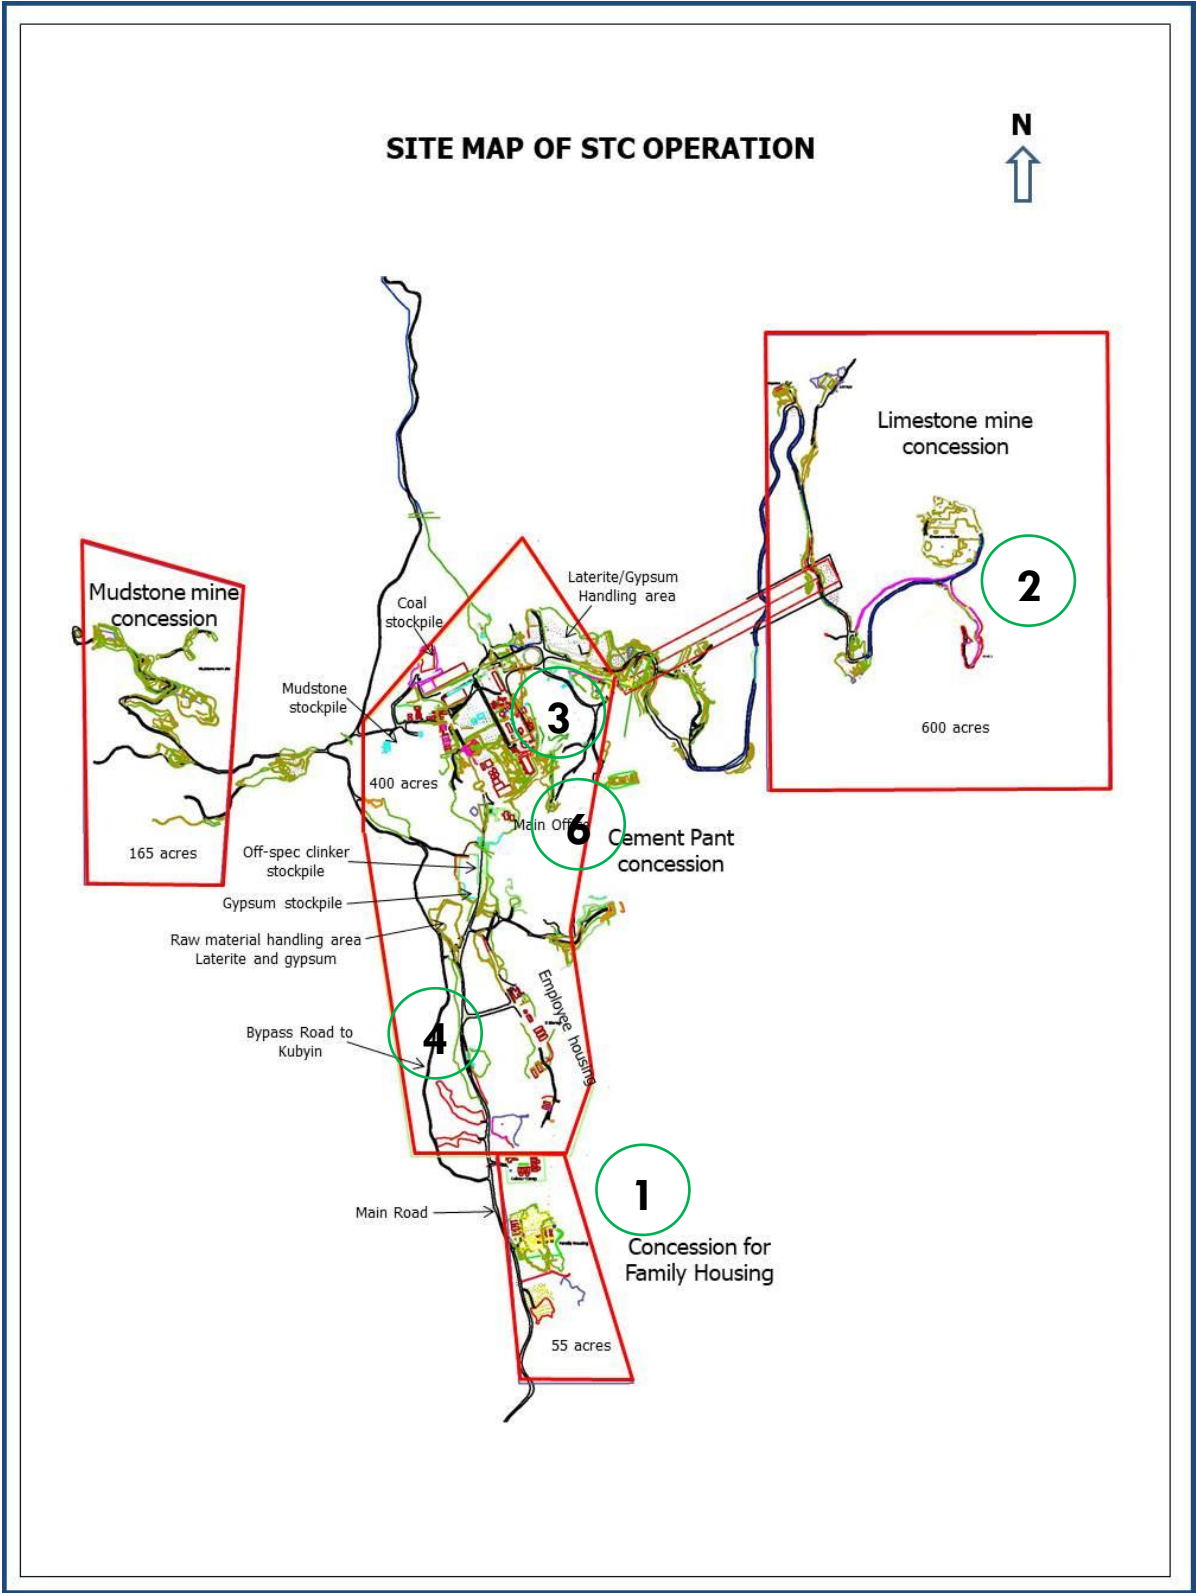 N
SITE MAP OF STC OPERATION
Limestone mine
concession
2
600 acres
Mudstone mine
concession
165 acres
Laterite/Gypsum
Handling area
Coal
stockpile
Mudstone
stockpile
3
400 acres
Main Office
6
Cement Pant
concession
Off-spec clinker
stockpile
Gypsum stockpile
Raw material handling area
Laterite and gypsum
Employee housing
4
Bypass Road to
Kubyin
1
Main Road
Concession for
Family Housing
55 acres